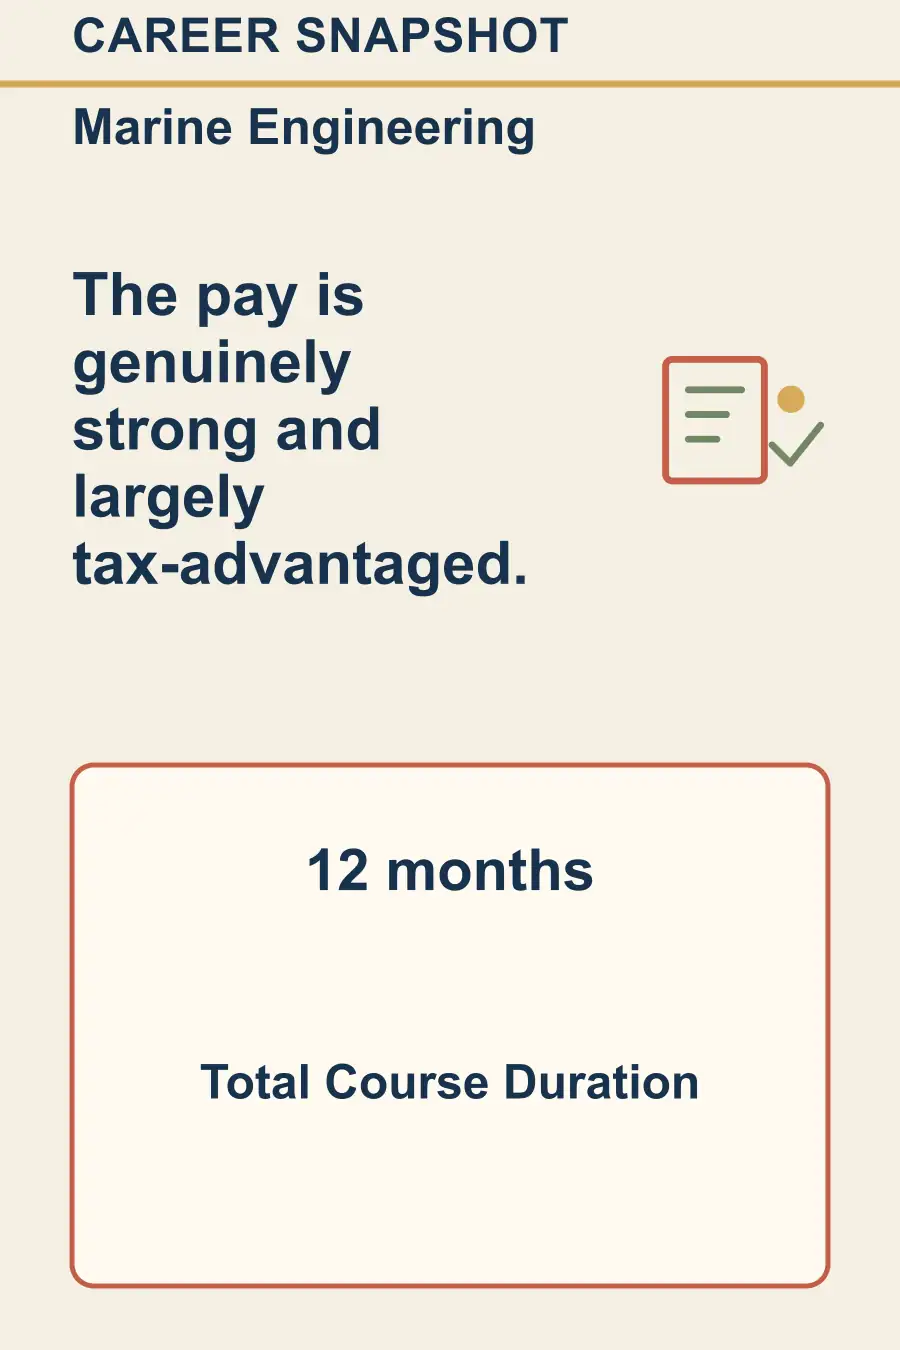 CAREER SNAPSHOT
Marine Engineering
The pay is
genuinely
strong and
largely
tax-advantaged.
12 months
Total Course Duration